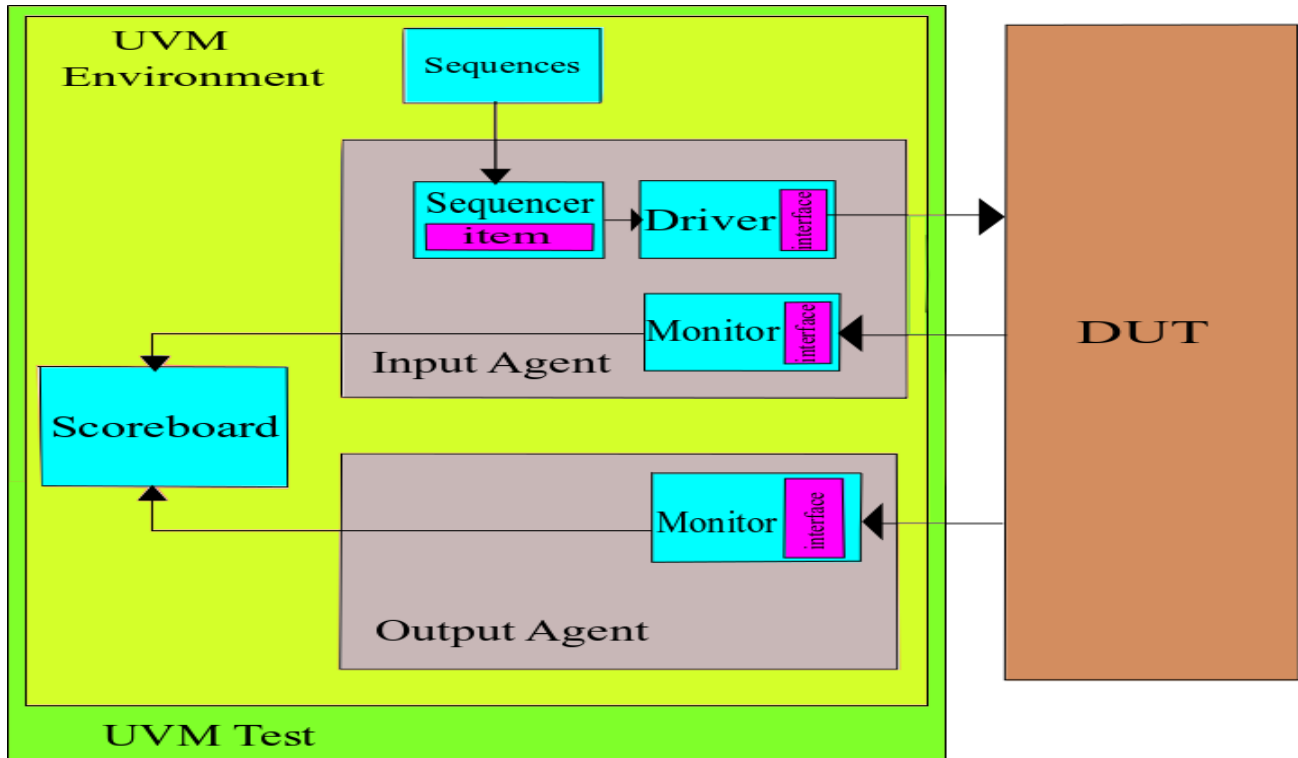 UVM
Environment
Sequences
Sequencer
item
Driver
interface
Monitor
interface
DUT
Input Agent
Scoreboard
Monitor
interface
Output Agent
UVM Test